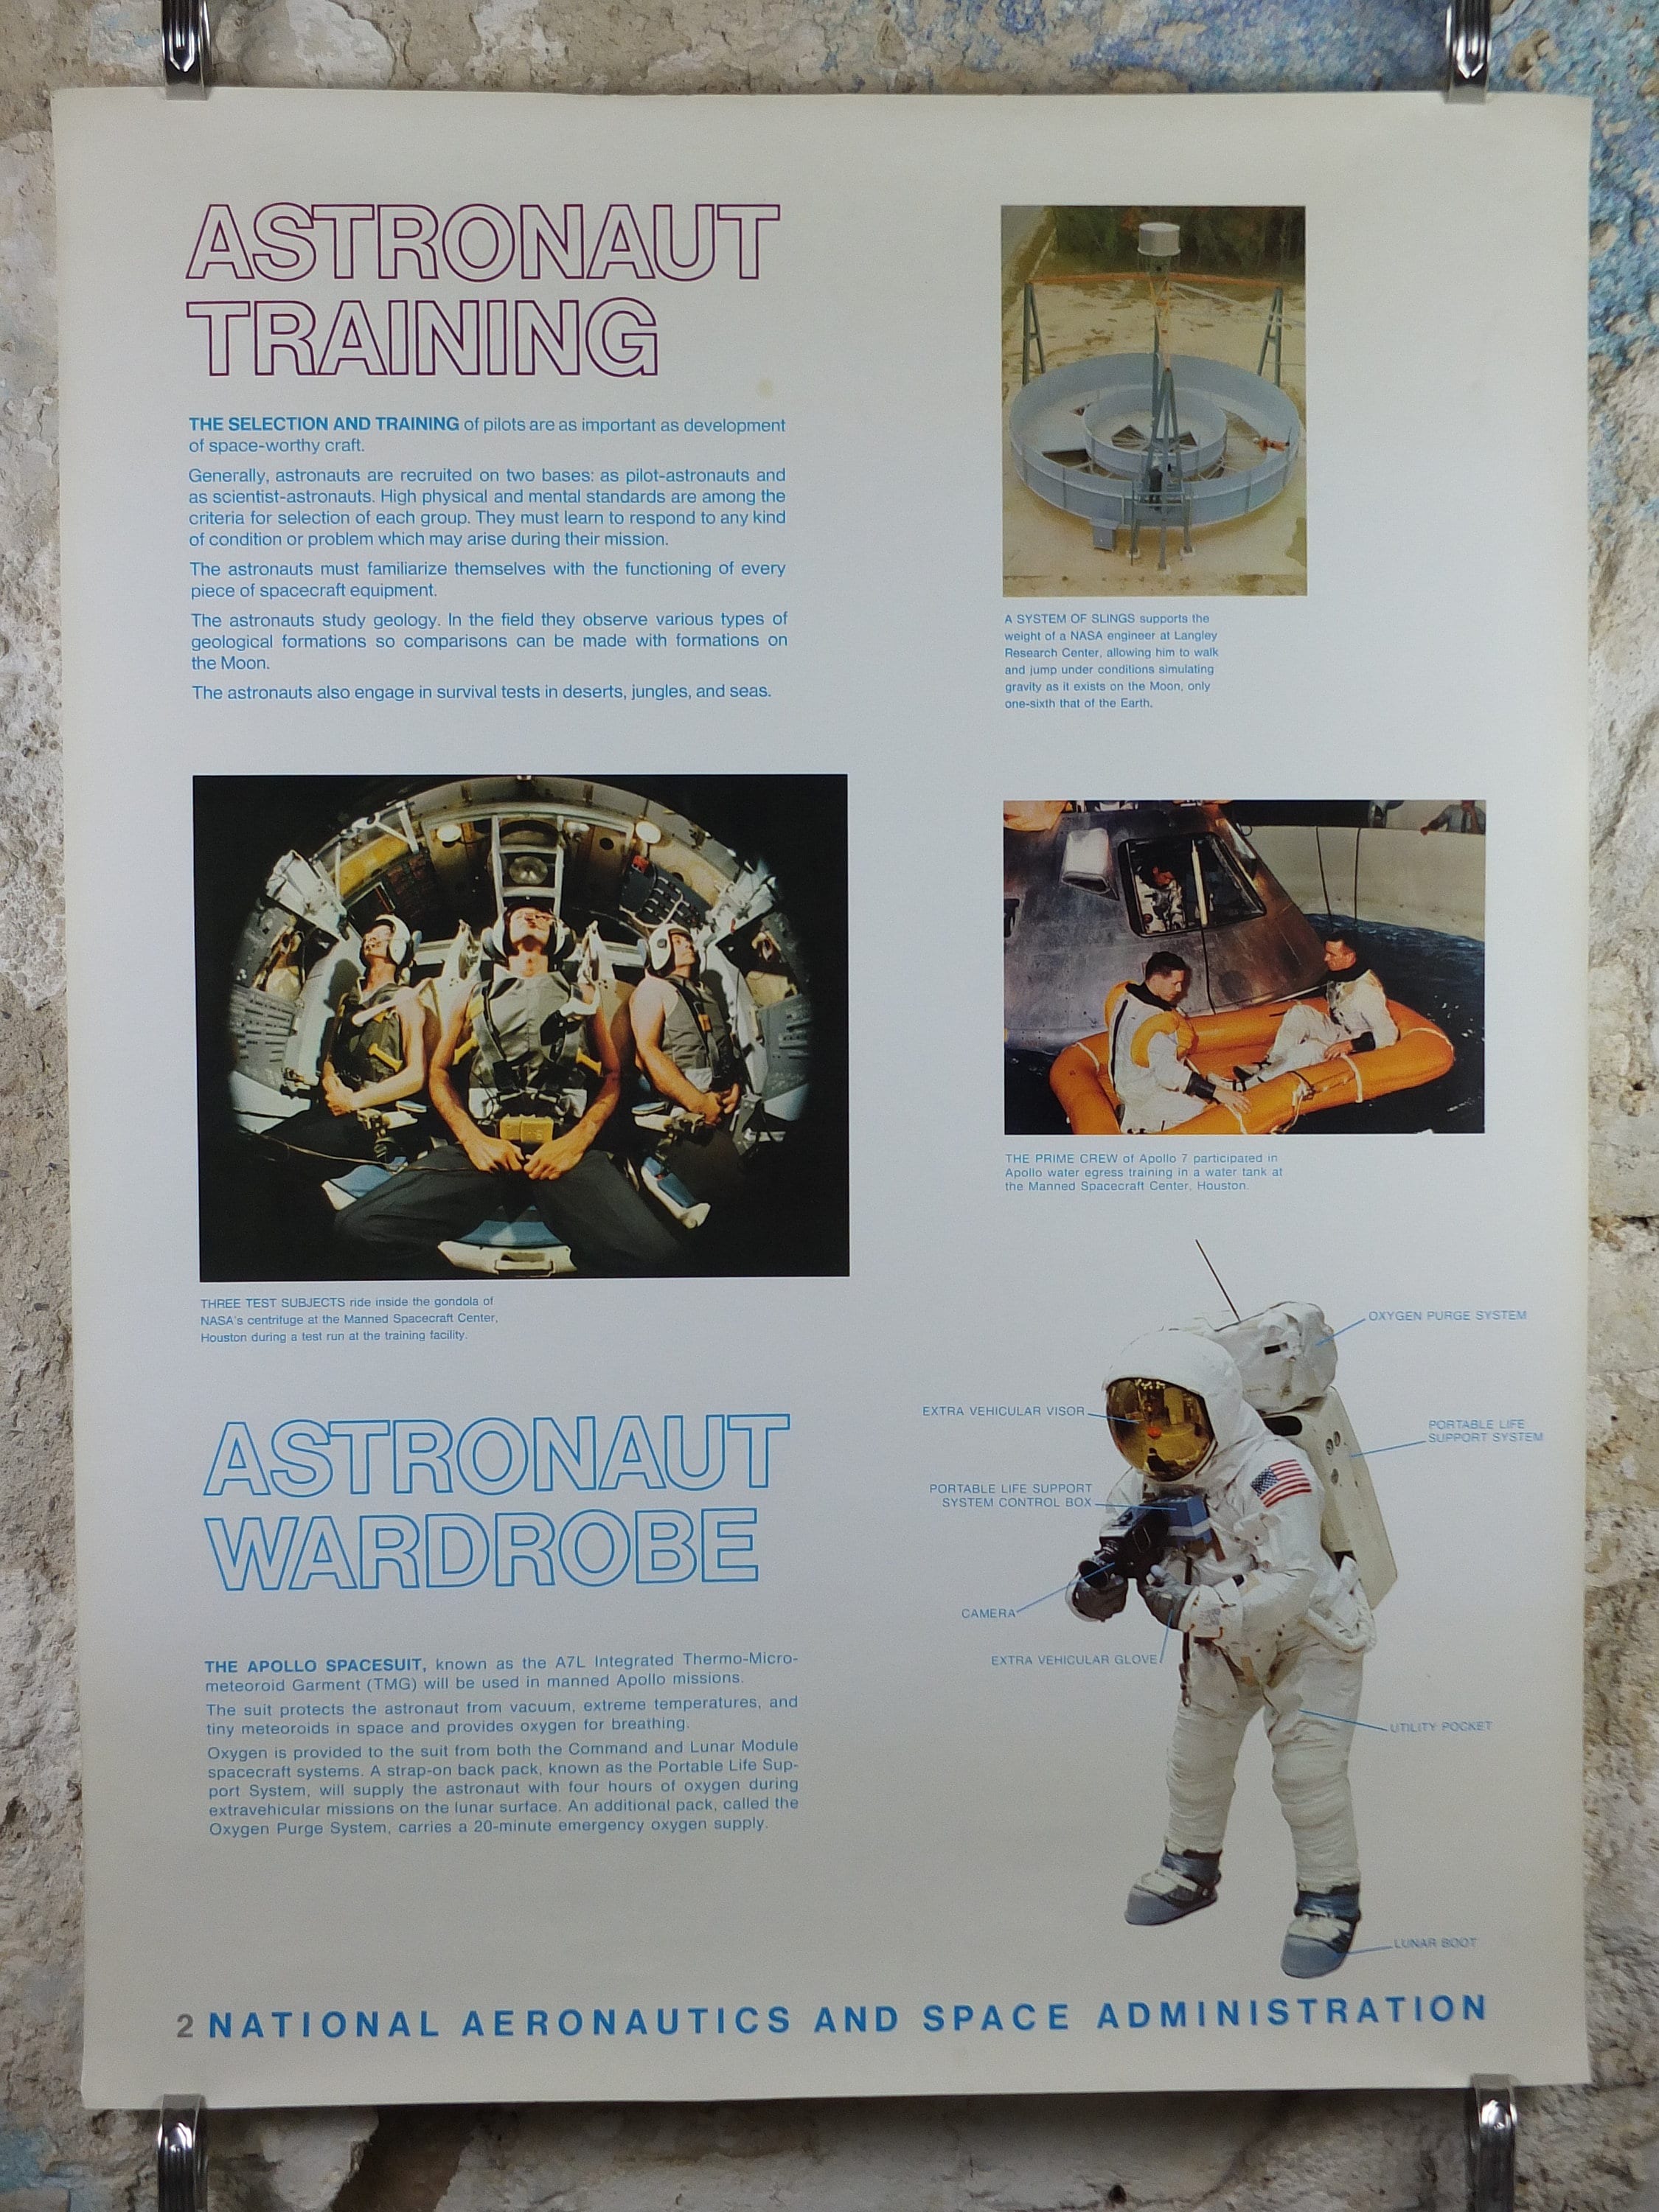 ASTRONAUT
TRAINING
THE SELECTION AND TRAINING of pilots are as important as development
of space-worthy craft.
Generally, astronauts are recruited on two bases: as pilot-astronauts and
as scientist-astronauts. High physical and mental standards are among the
criteria for selection of each group. They must learn to respond to any kind
of condition or problem which may arise during their mission.
The astronauts must familiarize themselves with the functioning of every
piece of spacecraft equipment.
The astronauts study geology. In the field they observe various types of
geological formations so comparisons can be made with formations on
the Moon.
The astronauts also engage in survival tests in deserts, jungles, and seas.
A SYSTEM OF SLINGS supports the
weight of a NASA engineer at Langley
Research Center, allowing him to walk
and jump under conditions simulating
gravity as it exists on the Moon, only
one-sixth that of the Earth.
THREE TEST SUBJECTS ride inside the gondola of
NASA's centrifuge at the Manned Spacecraft Center,
Houston during a test run at the training facility.
THE PRIME CREW of Apollo 7 participated in
Apollo water egress training in a water tank at
the Manned Spacecraft Center, Houston.
ASTRONAUT
WARDROBE
THE APOLLO SPACESUIT, known as the A7L Integrated Thermo-Micro-
meteoroid Garment (TMG) will be used in manned Apollo missions.
The suit protects the astronaut from vacuum, extreme temperatures, and
tiny meteoroids in space and provides oxygen for breathing.
Oxygen is provided to the suit from both the Command and Lunar Module
spacecraft systems. A strap-on back pack, known as the Portable Life Sup-
port System, will supply the astronaut with four hours of oxygen during
extravehicular missions on the lunar surface. An additional pack, called the
Oxygen Purge System, carries a 20-minute emergency oxygen supply.
OXYGEN PURGE SYSTEM
EXTRA VEHICULAR VISOR
PORTABLE LIFE
SUPPORT SYSTEM
PORTABLE LIFE SUPPORT
SYSTEM CONTROL BOX
CAMERA
EXTRA VEHICULAR GLOVE
UTILITY POCKET
LUNAR BOOT
2 NATIONAL AERONAUTICS AND SPACE ADMINISTRATION